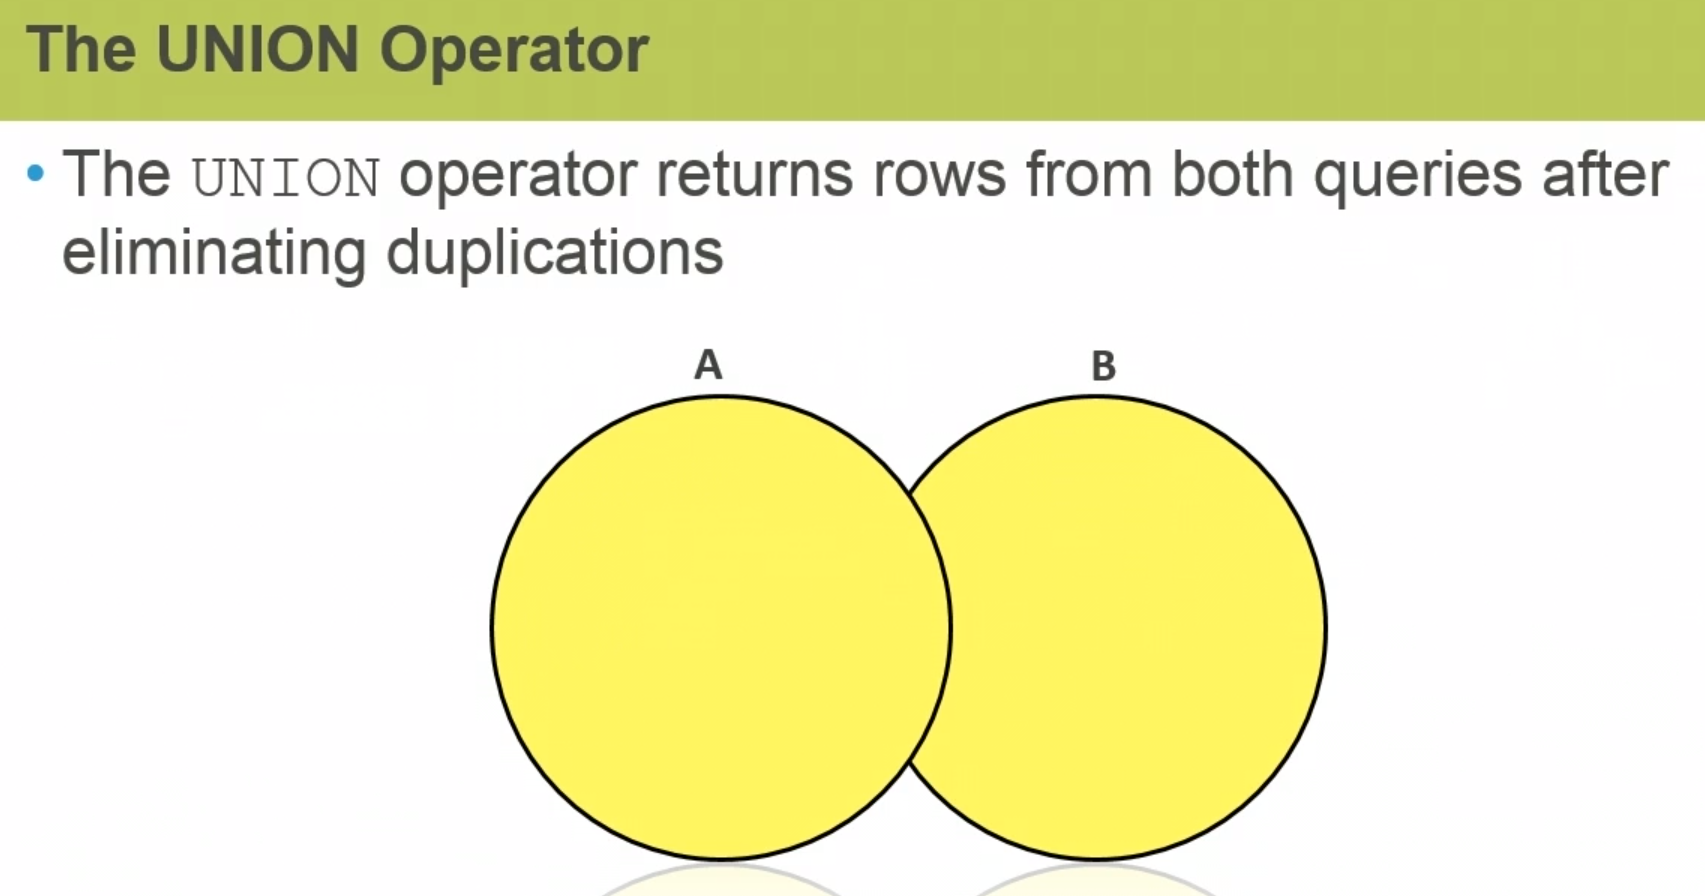 The UNION Operator
• The UNION operator returns rows from both queries after
eliminating duplications
A
B